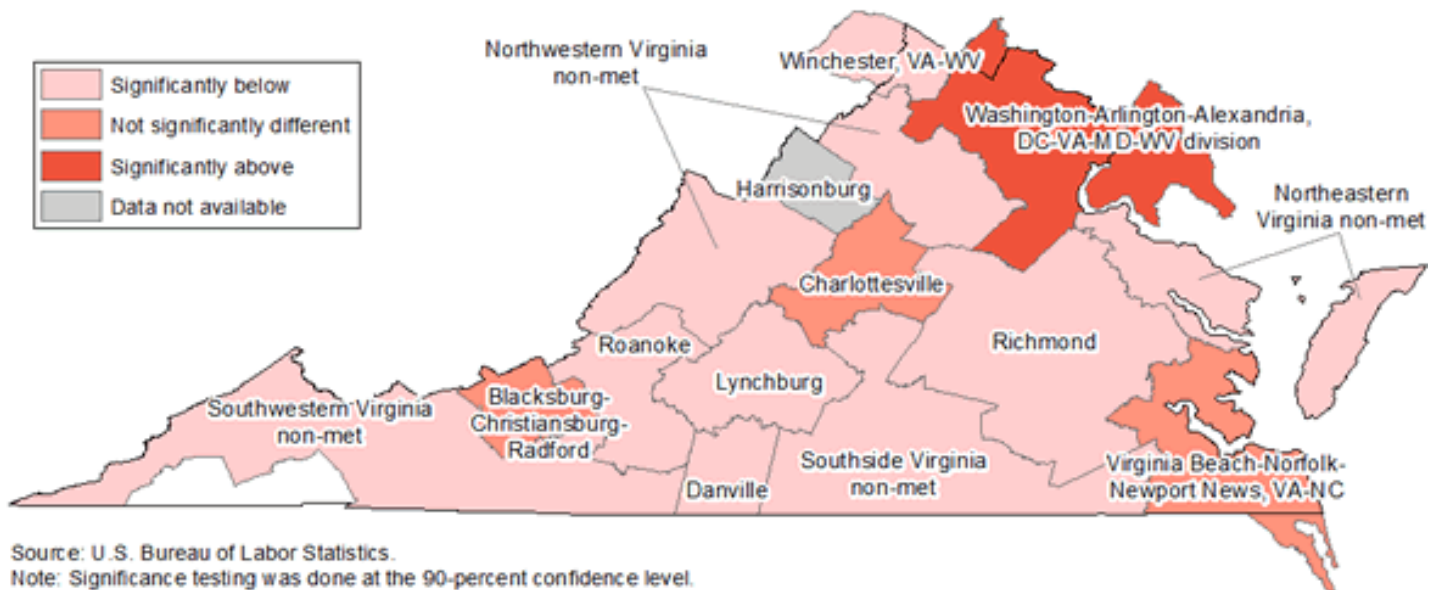 Significantly below
Not significantly different
Significantly above
Data not available
Northwestern Virginia
non-met
Winchester, VA-WV
Washington-Arlington-Alexandria,
DC-VA-MD-WV division
Harrisonburg
Northeastern
Virginia non-met
Charlottesville
Roanoke
Richmond
Lynchburg
Southwestern Virginia
non-met
Blacksburg-
Christiansburg-
Radford
Danville
Southside Virginia
non-met
Virginia Beach-Norfolk-
Newport News, VA-NC
Source: U.S. Bureau of Labor Statistics.
Note: Significance testing was done at the 90-percent confidence level.